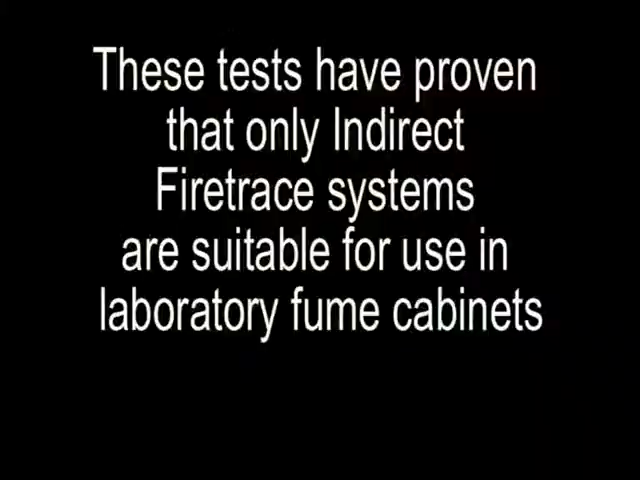 These tests have proven
that only Indirect
Firetrace systems
are suitable for use in
laboratory fume cabinets